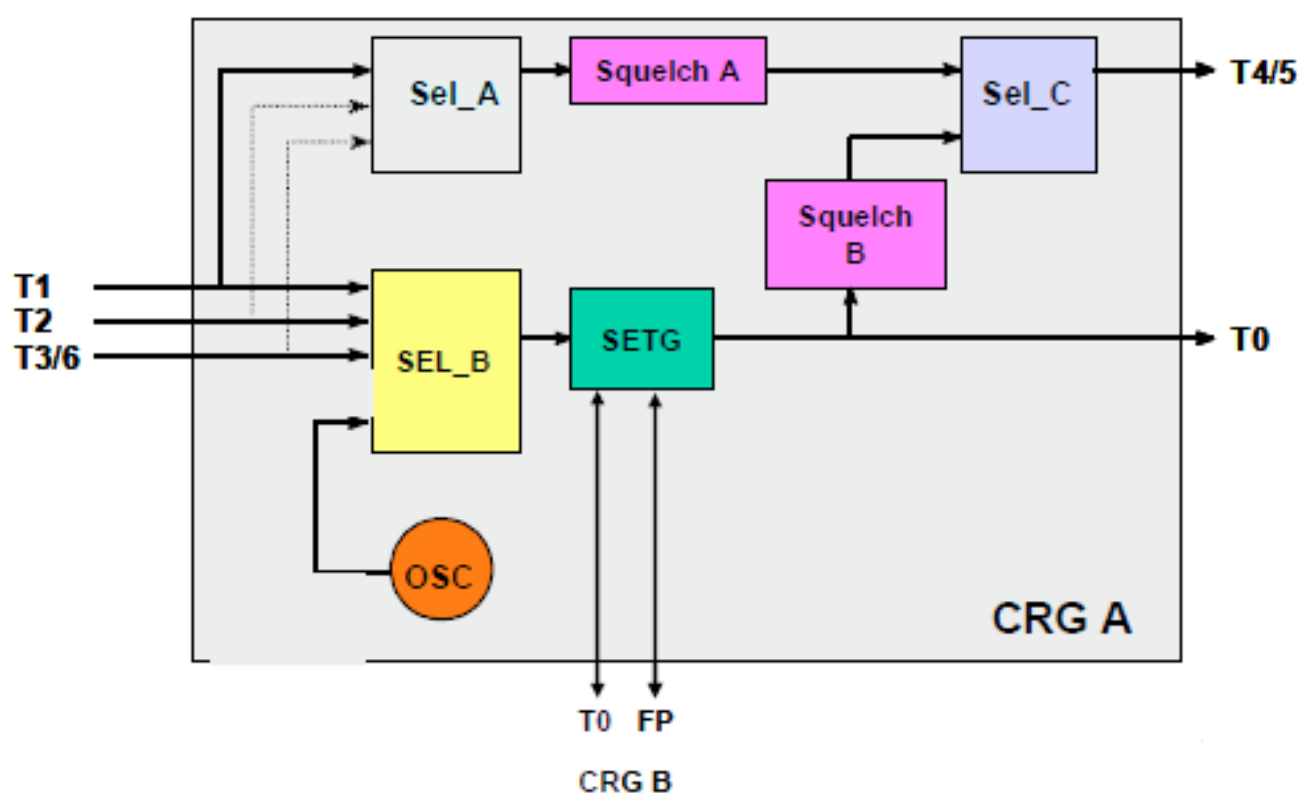 Sel_A
Squelch A
Sel_C
T4/5
Squelch
B
T1
T2
T3/6
SEL_B
SETG
T0
OSC
CRG A
T0 FP
CRG B